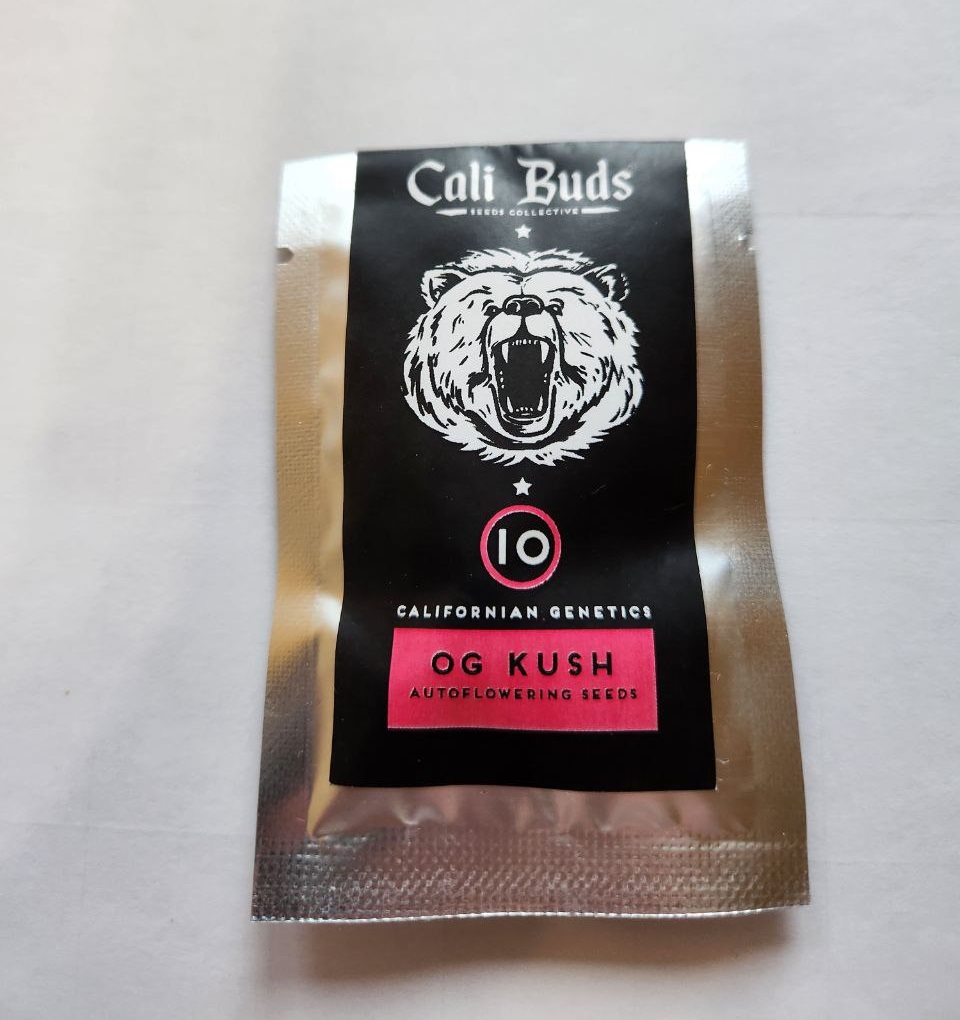 Cali Buds
SEEDS COLLECTIVE
10
CALIFORNIAN GENETICS
OG KUSH
AUTOFLOWERING SEEDS